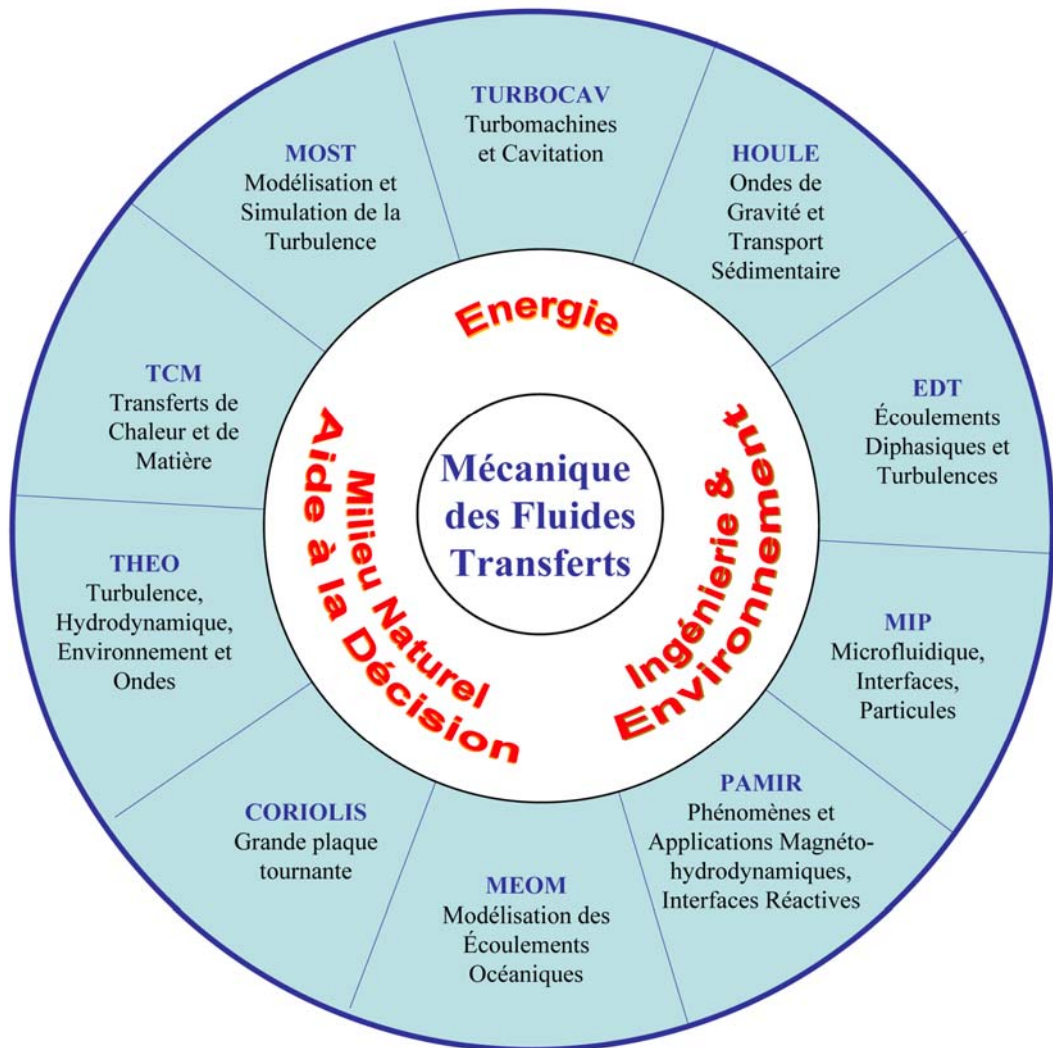 TURBOCAV
Turbomachines
et Cavitation
HOULE
Ondes de
Gravité et
Transport
Sédimentaire
EDT
Écoulements
Diphasiques et
Turbulences
MIP
Microfluidique,
Interfaces,
Particules
PAMIR
Phénomènes et
Applications Magnéto-
hydrodynamiques,
Interfaces Réactives
MEOM
Modélisation des
Écoulements
Océaniques
CORIOLIS
Grande plaque
tournante
THEO
Turbulence,
Hydrodynamique,
Environnement et
Ondes
TCM
Transferts de
Chaleur et de
Matière
MOST
Modélisation et
Simulation de la
Turbulence
Energie
Ingénierie &
Environnement
Milieu Naturel
Aide à la Décision
Mécanique
des Fluides
Transferts